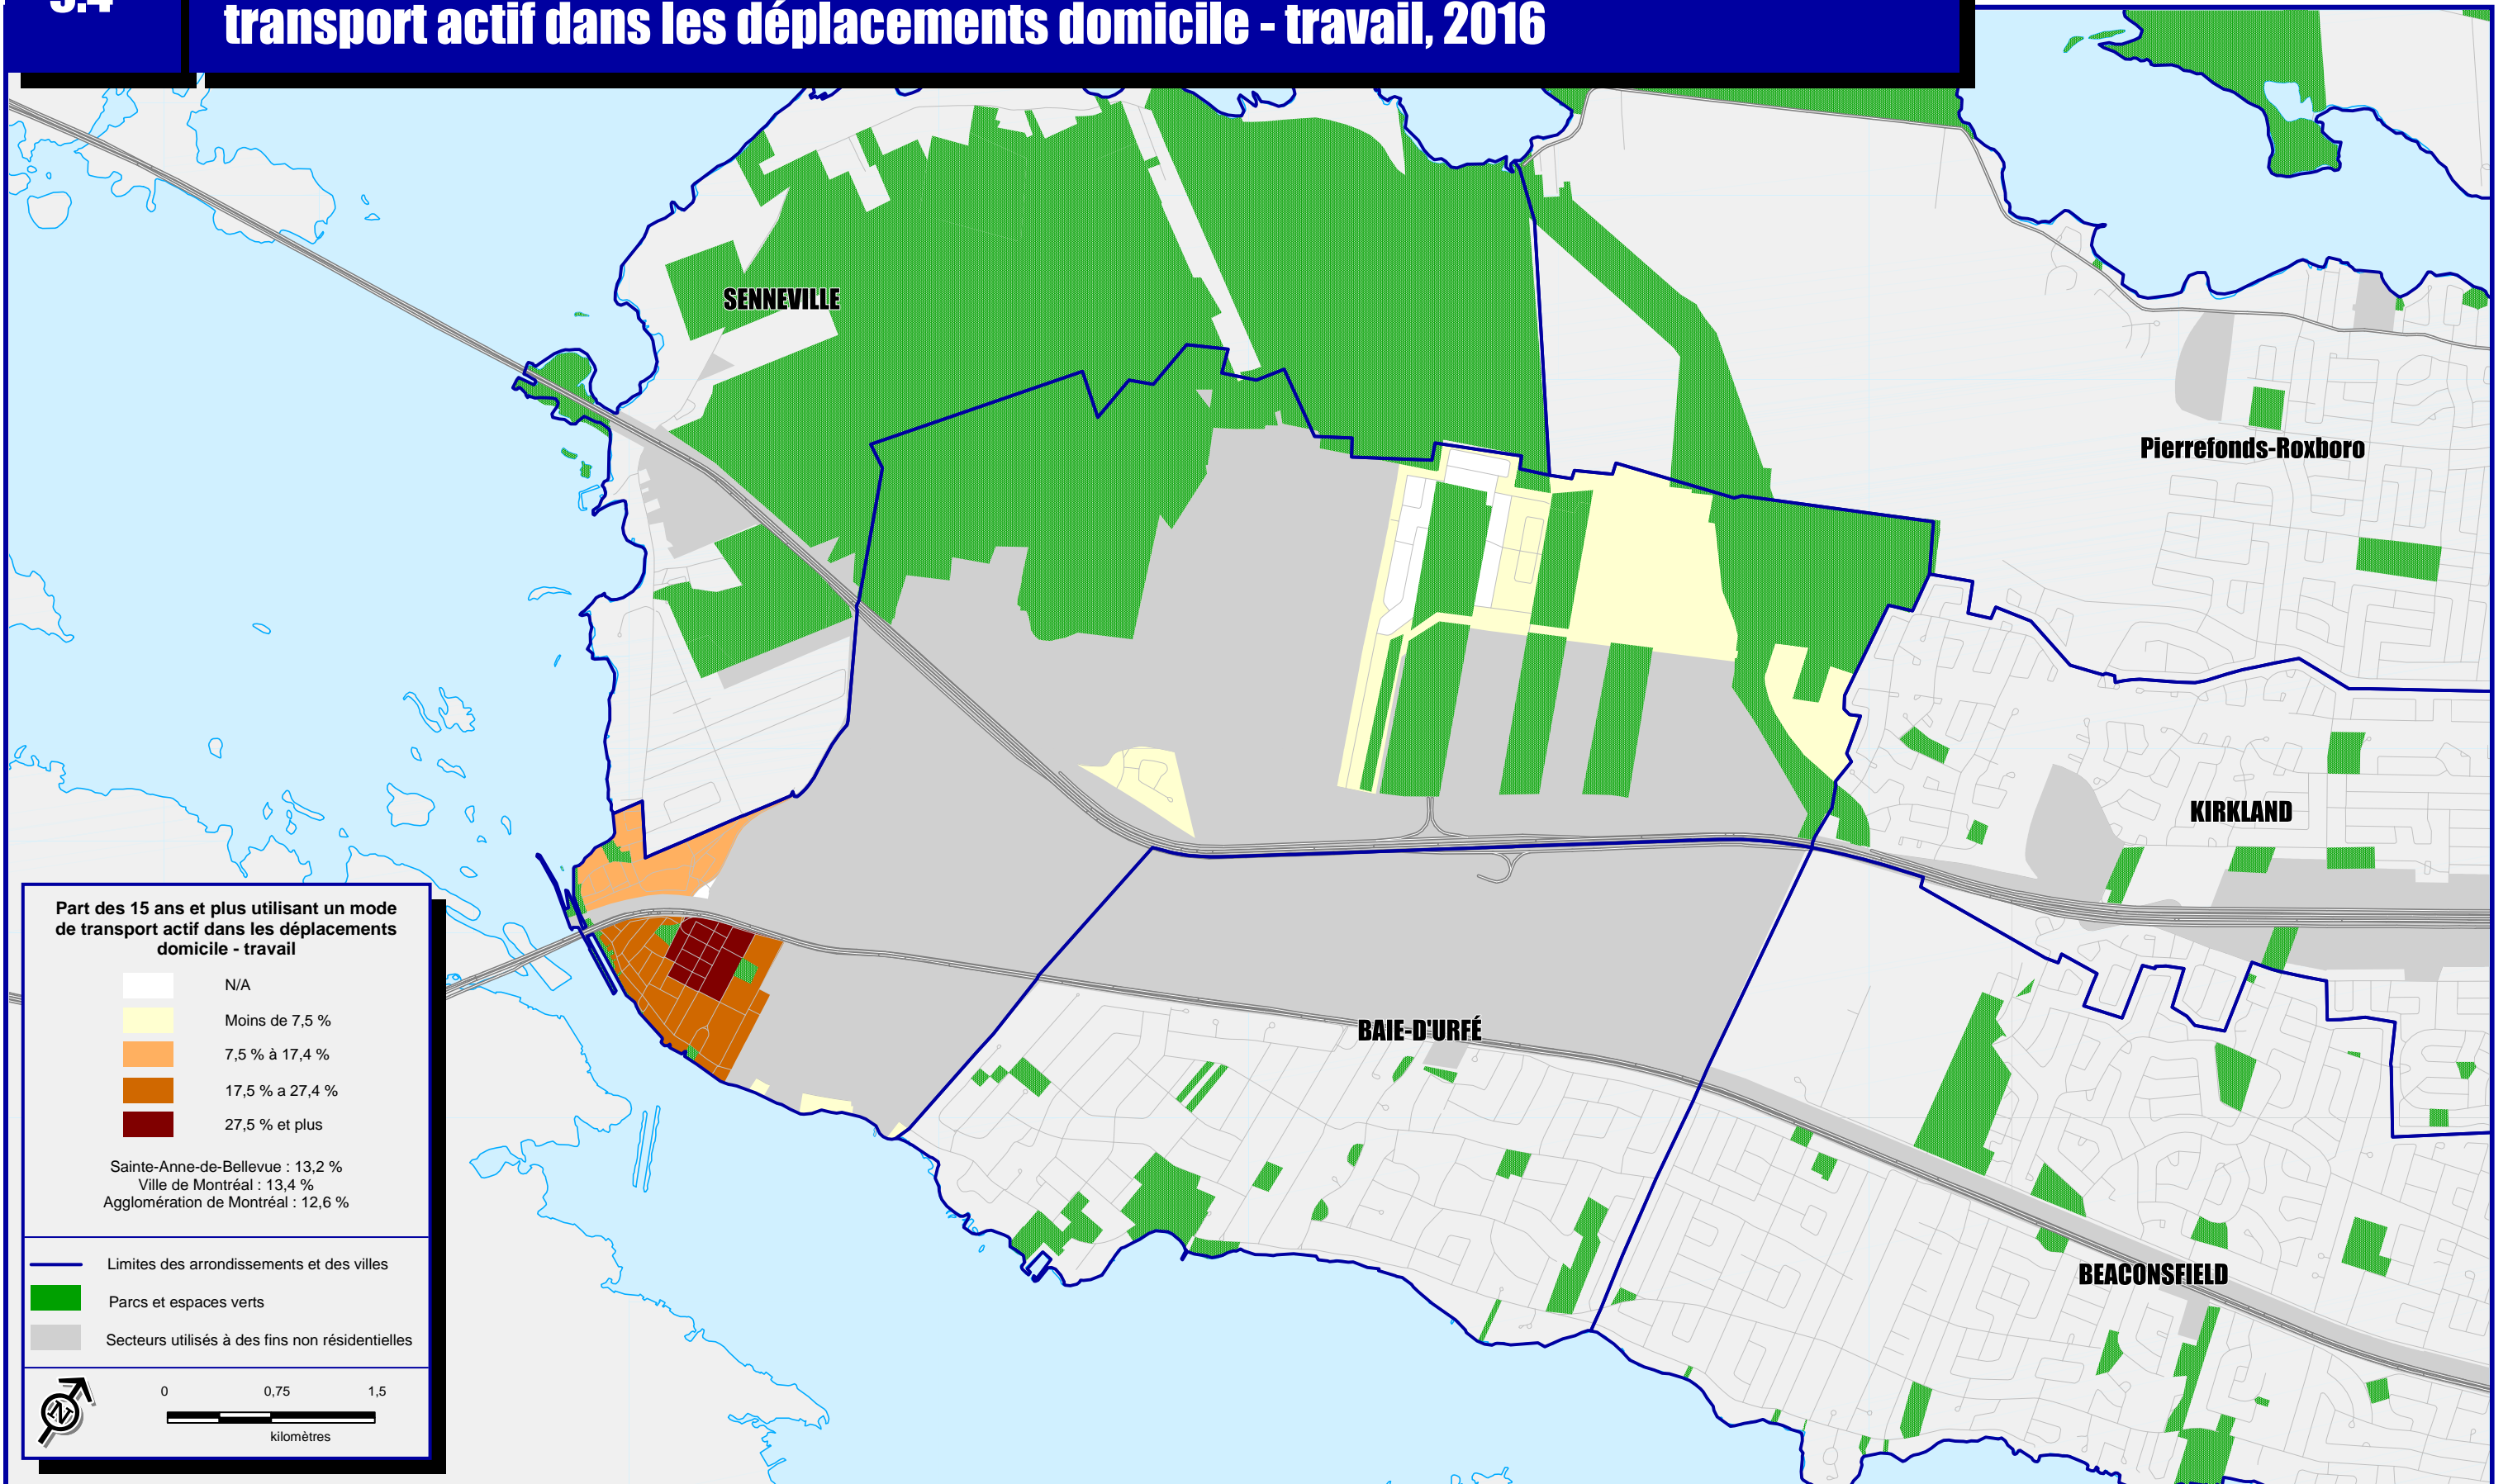 transport actif dans les déplacements domicile - travail, 2016
SENNEVILLE
Pierrefonds-Roxboro
KIRKLAND
BAIE-D'URFÉ
BEACONSFIELD
Part des 15 ans et plus utilisant un mode
de transport actif dans les déplacements
domicile - travail
N/A
Moins de 7,5 %
7,5 % à 17,4 %
17,5 % a 27,4 %
27,5 % et plus
Sainte-Anne-de-Bellevue : 13,2 %
Ville de Montréal : 13,4 %
Agglomération de Montréal : 12,6 %
Limites des arrondissements et des villes
Parcs et espaces verts
Secteurs utilisés à des fins non résidentielles
N
0 0,75 1,5
kilomètres